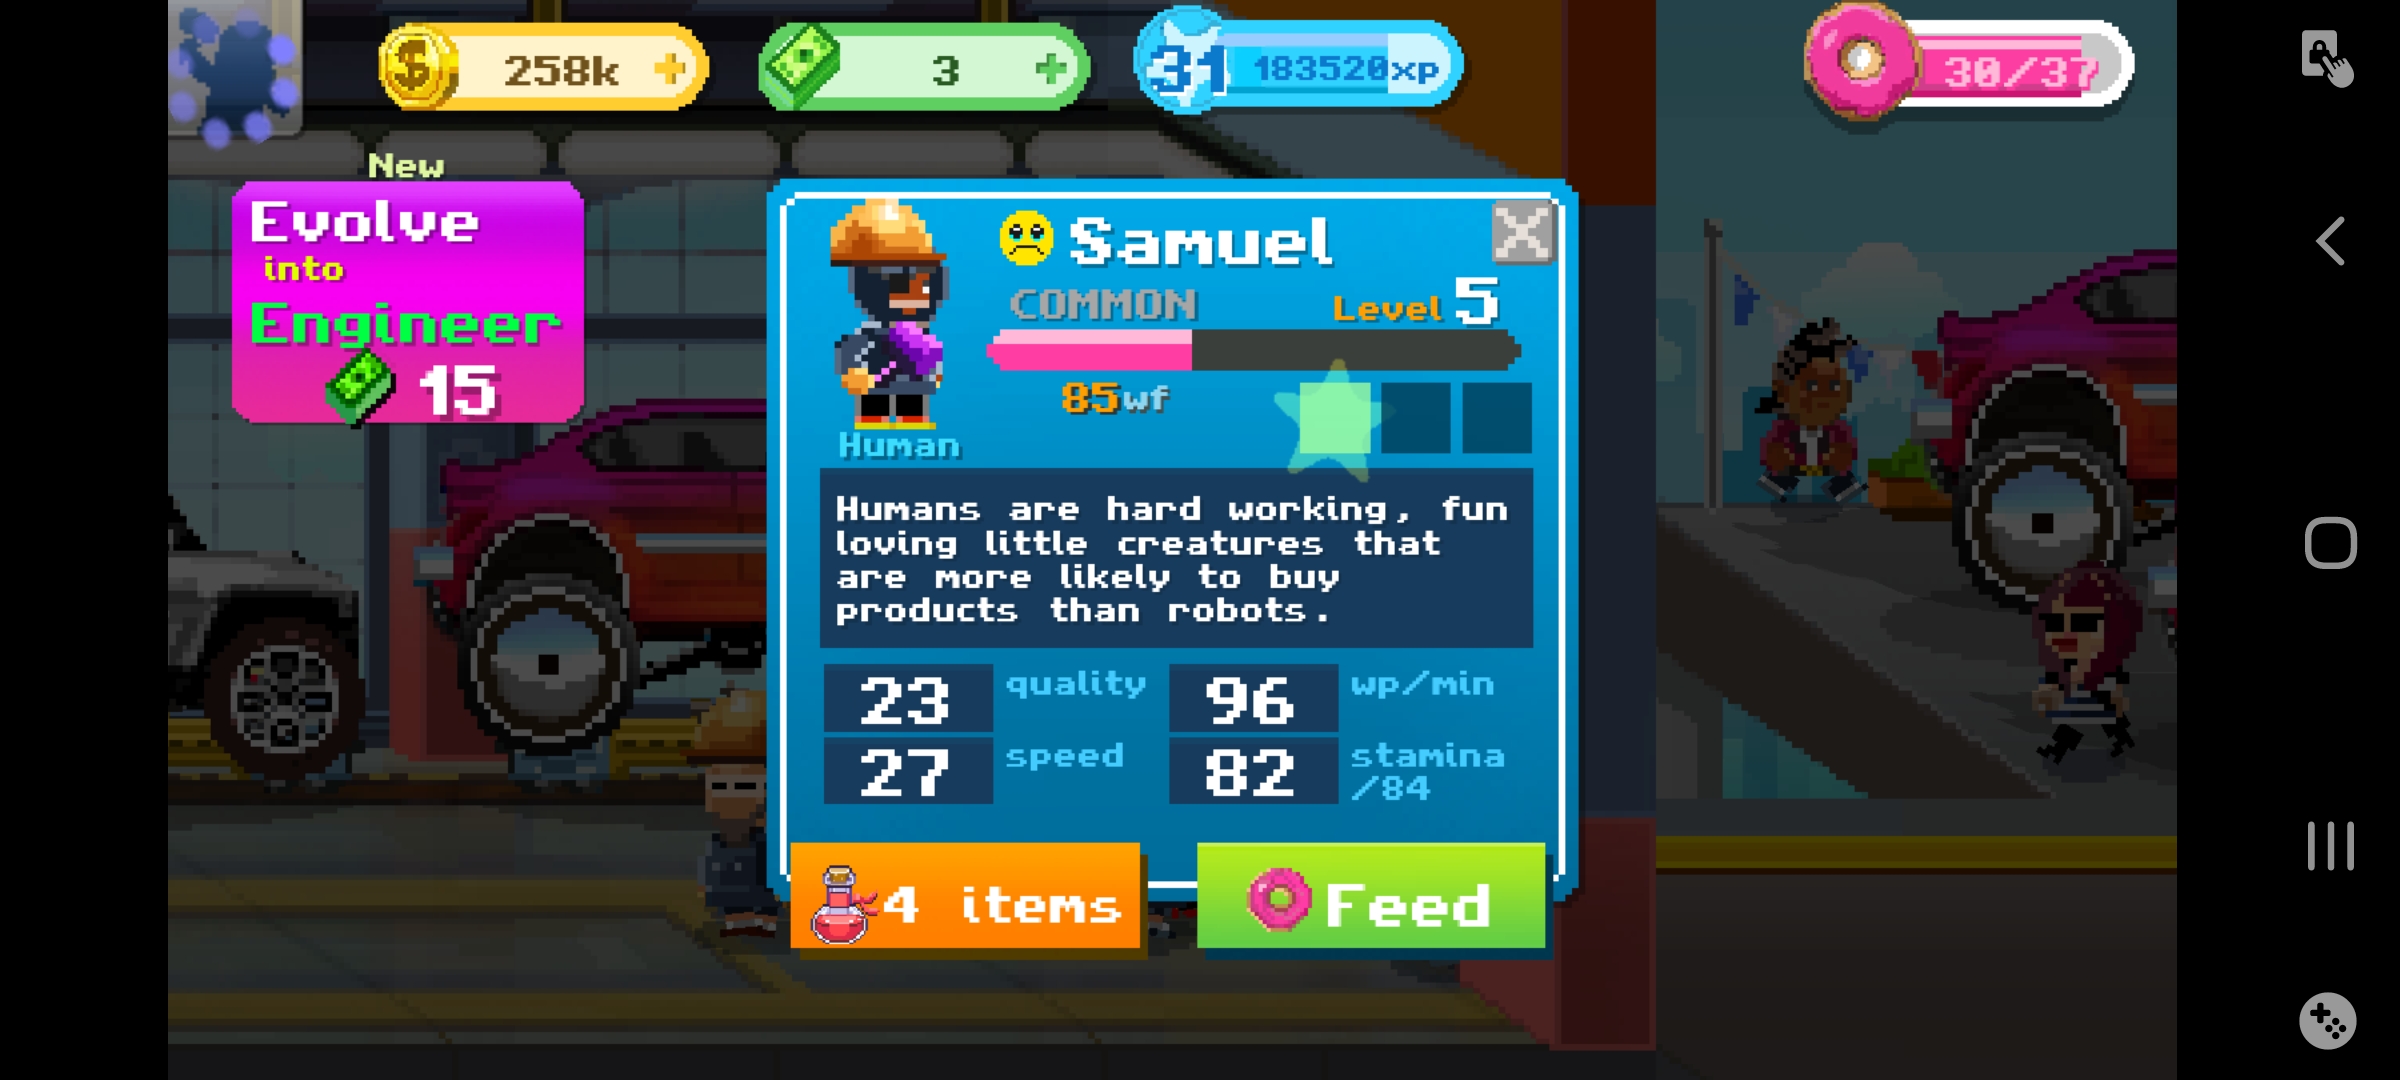 258k
3
31 183520xp
30/37
New
Evolve
into
Engineer
15
Samuel
COMMON Level 5
85wf
Human
Humans are hard working, fun
loving little creatures that
are more likely to buy
products than robots.
23 quality 96 wp/min
27 speed 82 stamina
/84
4 items
Feed